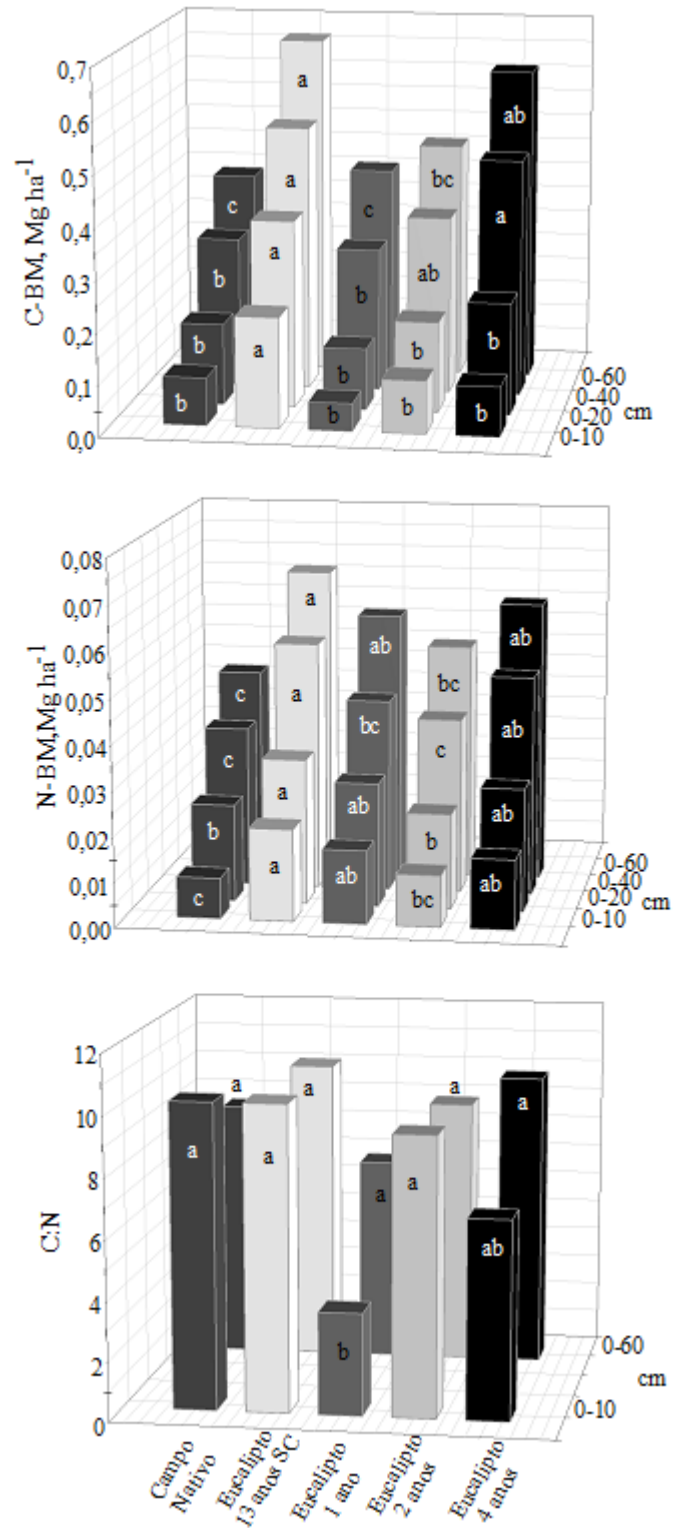 C-BM, Mg ha-1
0,7
0,6
0,5
0,4
0,3
0,2
0,1
0,0
a
ab
a
bc
c
c
a
a
ab
b
b
a
b
b
b
b
b
b
b
b
0-60
0-40
0-20
0-10
cm
N-BM,Mg ha-1
0,08
0,07
0,06
0,05
0,04
0,03
0,02
0,01
0,00
a
ab
ab
a
bc
c
bc
c
ab
c
a
ab
ab
b
b
a
ab
ab
c
bc
0-60
0-40
0-20
0-10
cm
C:N
12
10
8
6
4
2
0
a
a
a
a
a
a
a
a
ab
b
0-60
0-10
cm
Campo
Nativo
Eucalipto
13 anos SC
Eucalipto
1 ano
Eucalipto
2 anos
Eucalipto
4 anos